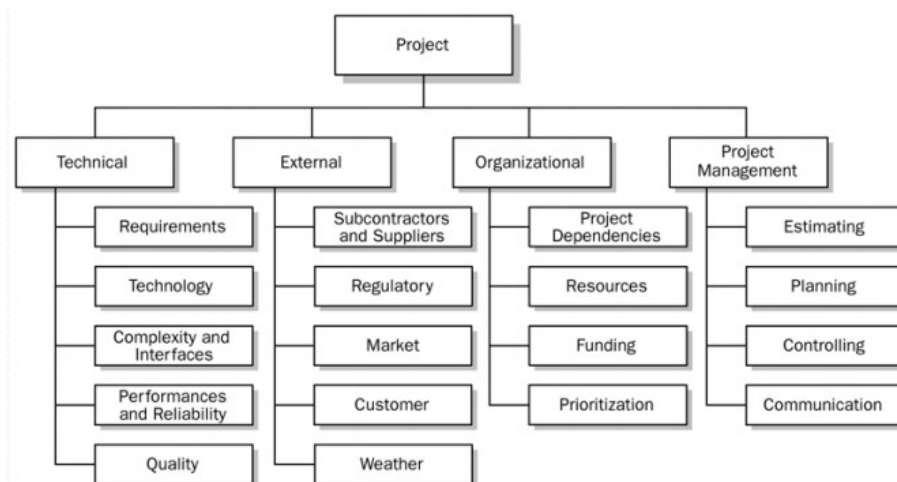 Project
Technical
External
Organizational
Project
Management
Requirements
Technology
Complexity and
Interfaces
Performances
and Reliability
Quality
Subcontractors
and Suppliers
Regulatory
Market
Customer
Weather
Project
Dependencies
Resources
Funding
Prioritization
Estimating
Planning
Controlling
Communication